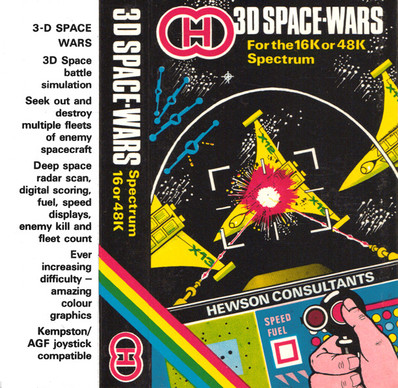 3-D SPACE
WARS
3D Space
battle
simulation
Seek out and
destroy
multiple fleets
of enemy
spacecraft
Deep space
radar scan,
digital scoring,
fuel, speed
displays,
enemy kill and
fleet count
Ever
increasing
difficulty –
amazing
colour
graphics
Kempston/
AGF joystick
compatible
3D SPACE-WARS
Spectrum
16 or 48K
3D SPACE-WARS
For the 16K or 48K
Spectrum
X12
X13
HEWSON CONSULTANTS
SPEED
FUEL